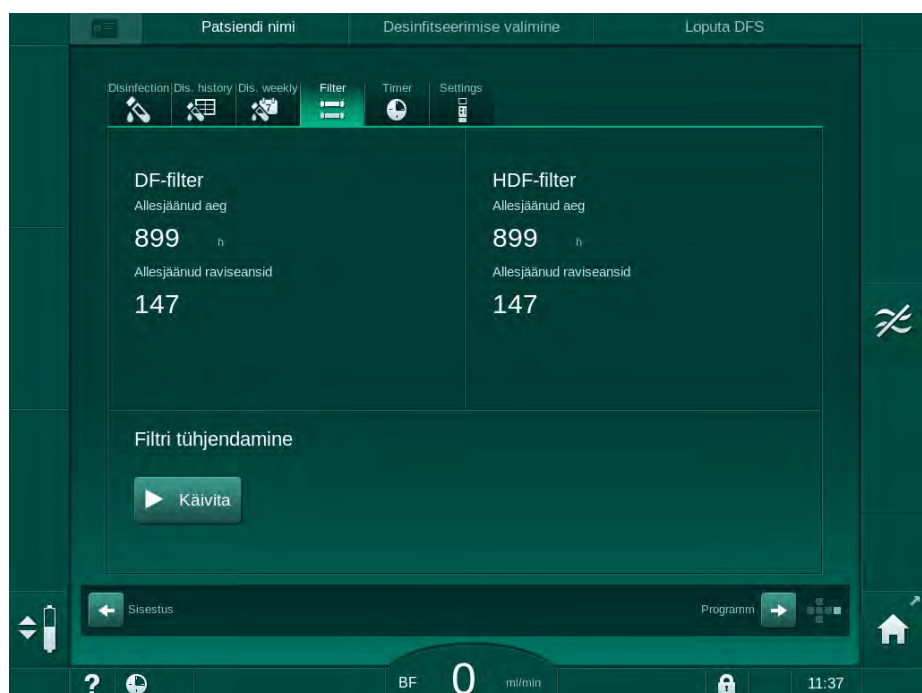 Patsiendi nimi
Desinfitseerimise valimine
Loputa DFS
Disinfection
Dis. history
Dis. weekly
Filter
Timer
Settings
7
DF-filter
Allesjäänud aeg
899 h
Allesjäänud raviseansid
147
HDF-filter
Allesjäänud aeg
899 h
Allesjäänud raviseansid
147
Filtri tühjendamine
Käivita
Sisestus
Programm
?
BF 0 ml/min
11:37